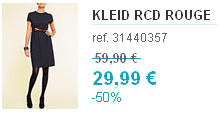 KLEID RCD ROUGE
ref. 31440357
59,90 €
29,99 €
-50%